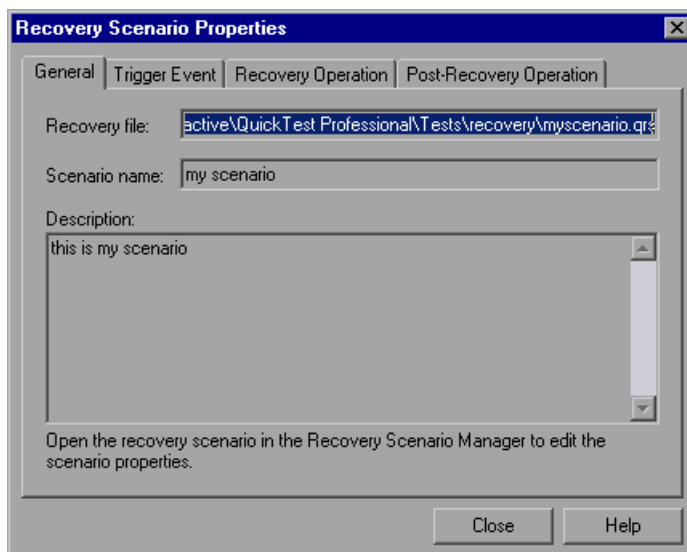 Recovery Scenario Properties
General Trigger Event Recovery Operation Post-Recovery Operation
Recovery file: active\QuickTest Professional\Tests\recovery\myscenario.qrs
Scenario name: my scenario
Description:
this is my scenario
Open the recovery scenario in the Recovery Scenario Manager to edit the
scenario properties.
Close Help